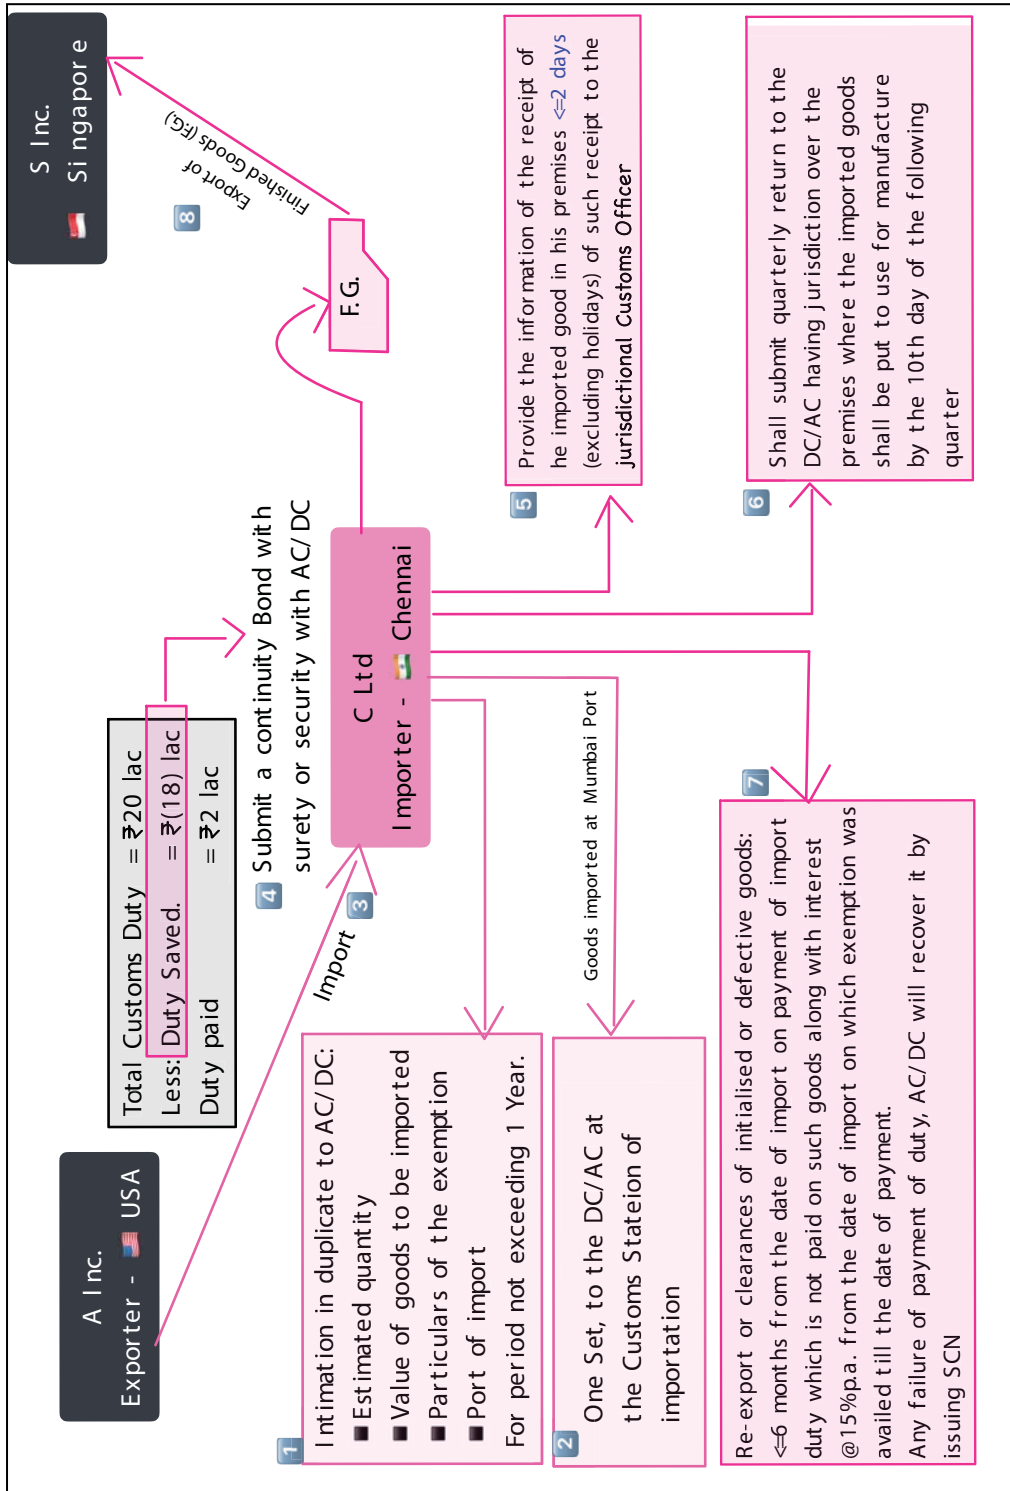 A Inc.
Exporter - 🇺🇸 USA
Total Customs Duty = ₹20 lac
Less: Duty Saved. = ₹(18) lac
Duty paid = ₹2 lac
S Inc.
🇮🇩 Singapore
1
Intimation in duplicate to AC/DC:
▪ Estimated quantity
▪ Value of goods to be imported
▪ Particulars of the exemption
▪ Port of import
For period not exceeding 1 Year.
2
One Set, to the DC/AC at
the Customs Stateion of
importation
Goods imported at Mumbai Port
Import
3
4
Submit a continuity Bond with
surety or security with AC/DC
C Ltd
Importer - 🇮🇳 Chennai
5
Provide the information of the receipt of
he imported good in his premises <=2 days
(excluding holidays) of such receipt to the
jurisdictional Customs Officer
6
Shall submit quarterly return to the
DC/AC having jurisdiction over the
premises where the imported goods
shall be put to use for manufacture
by the 10th day of the following
quarter
7
Re-export or clearances of initialised or defective goods:
<=6 months from the date of import on payment of import
duty which is not paid on such goods along with interest
@15%p.a. from the date of import on which exemption was
availed till the date of payment.
Any failure of payment of duty, AC/DC will recover it by
issuing SCN
F.G.
8
Export of
Finished Goods (F.G.)